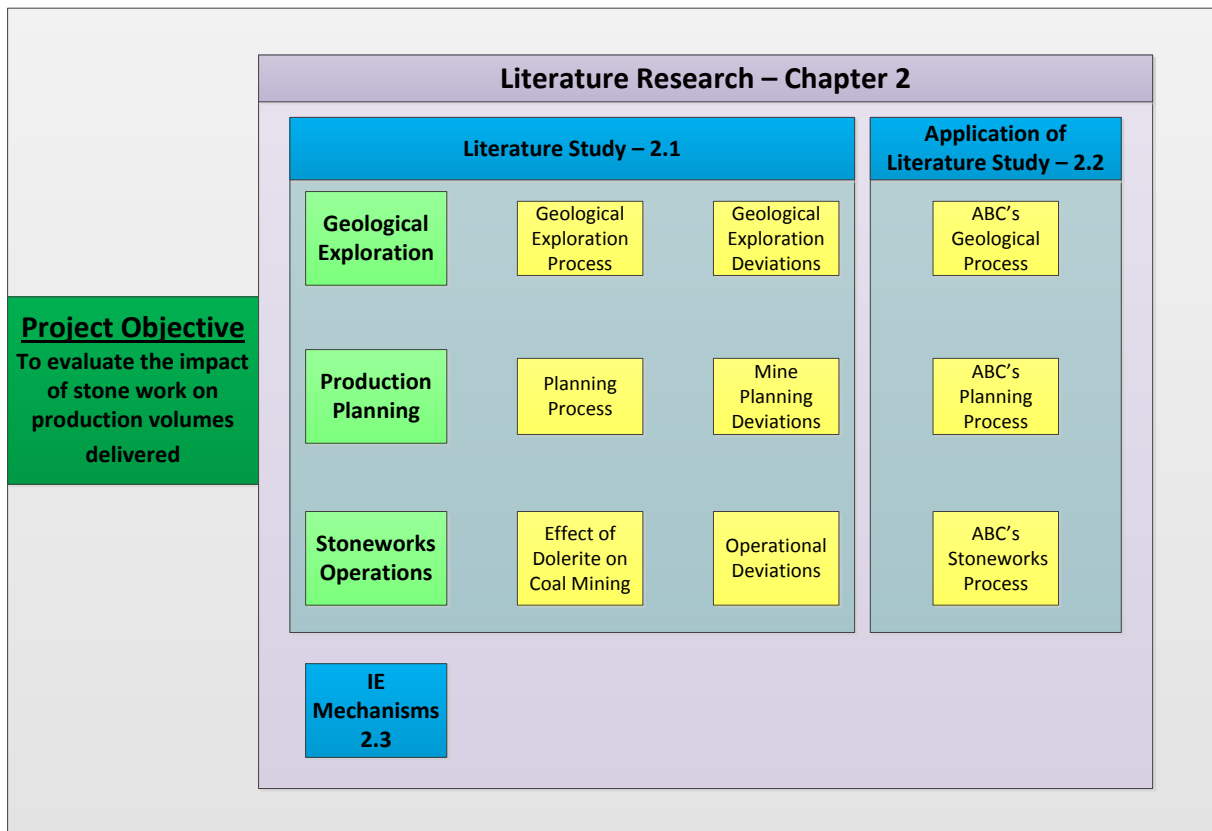 Literature Research – Chapter 2
Literature Study – 2.1
Application of
Literature Study – 2.2
Geological
Exploration
Geological
Exploration
Process
Geological
Exploration
Deviations
ABC's
Geological
Process
Project Objective
To evaluate the impact
of stone work on
production volumes
delivered
Production
Planning
Planning
Process
Mine
Planning
Deviations
ABC's
Planning
Process
Stoneworks
Operations
Effect of
Dolerite on
Coal Mining
Operational
Deviations
ABC's
Stoneworks
Process
IE
Mechanisms
2.3